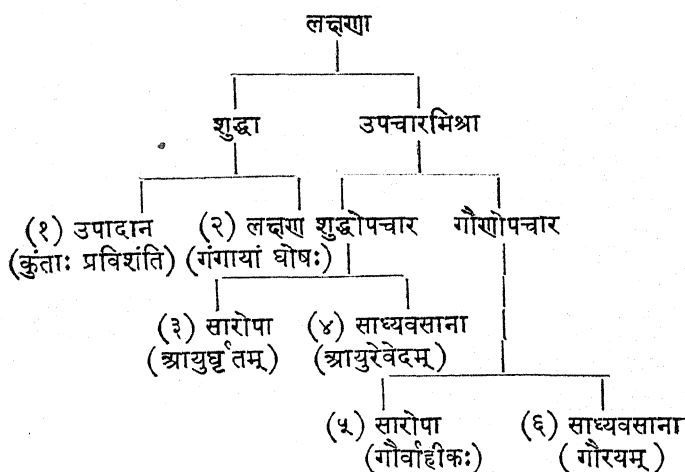 लक्षणा
शुद्धा उपचारमिश्रा
(१) उपादान (२) लक्षण शुद्धोपचार गौणोपचार
(कुंताः प्रविशंति) (गंगायां घोषः)
(३) सारोपा (४) साध्यवसाना
(आयुर्घृतम्) (आयुरेवेदम्)
(५) सारोपा (६) साध्यवसाना
(गौर्वाहीकः) (गौरयम्)